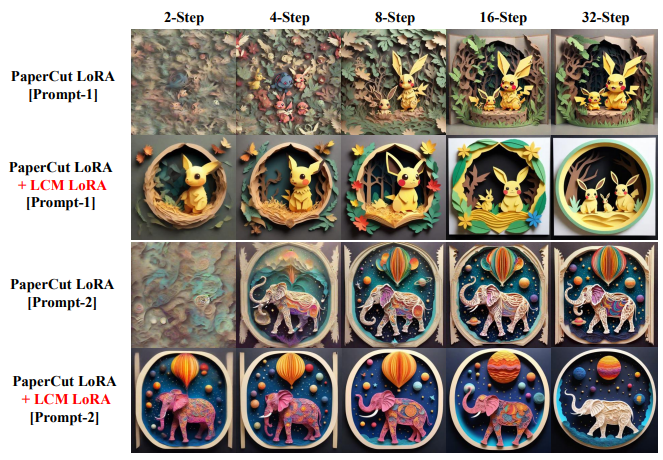 2-Step 4-Step 8-Step 16-Step 32-Step
PaperCut LoRA
[Prompt-1]
PaperCut LoRA
+ LCM LoRA
[Prompt-1]
PaperCut LoRA
[Prompt-2]
PaperCut LoRA
+ LCM LoRA
[Prompt-2]